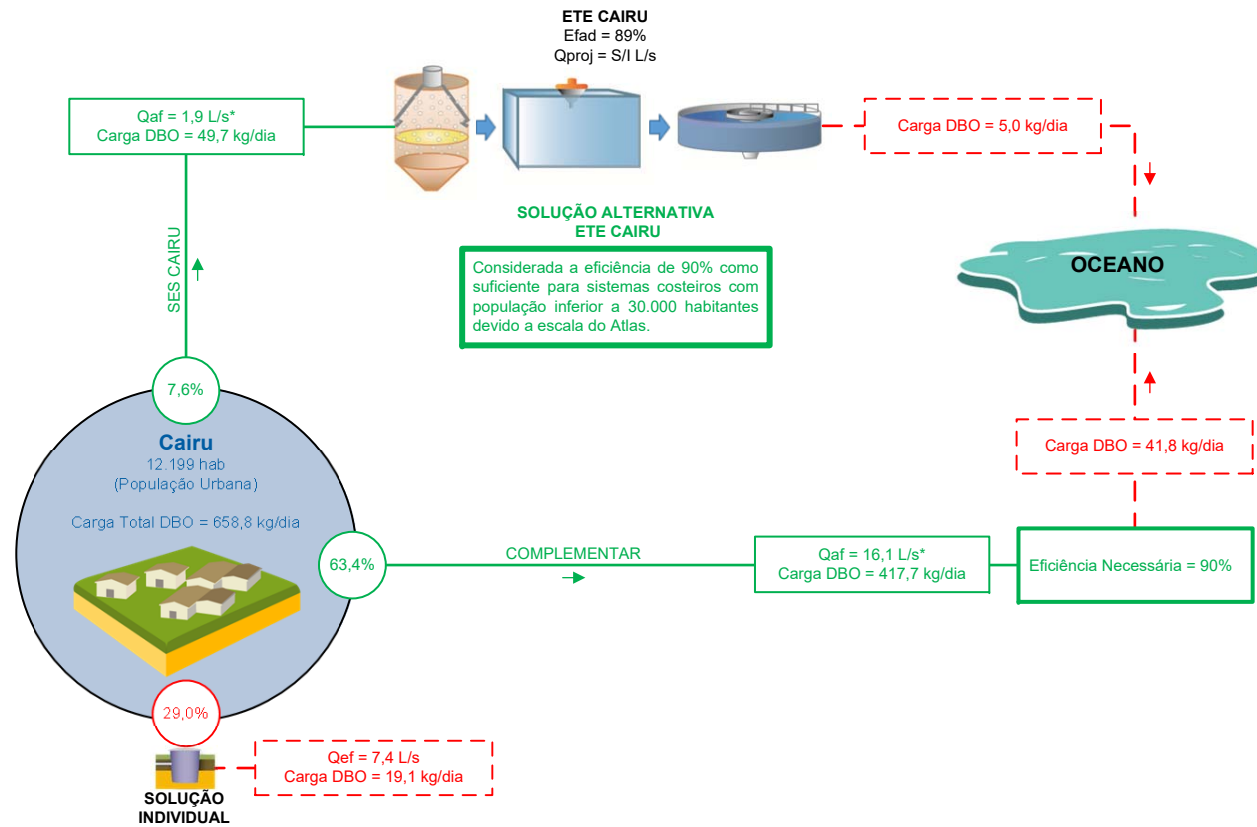 ETE CAIRU
Efad = 89%
Qproj = S/I L/s
Qaf = 1,9 L/s*
Carga DBO = 49,7 kg/dia
Carga DBO = 5,0 kg/dia
SOLUÇÃO ALTERNATIVA
ETE CAIRU
Considerada a eficiência de 90% como
suficiente para sistemas costeiros com
população inferior a 30.000 habitantes
devido a escala do Atlas.
OCEANO
SES CAIRU
7,6%
Cairu
12.199 hab
(População Urbana)
Carga Total DBO = 658,8 kg/dia
63,4%
COMPLEMENTAR
Qaf = 16,1 L/s*
Carga DBO = 417,7 kg/dia
Eficiência Necessária = 90%
Carga DBO = 41,8 kg/dia
29,0%
Qef = 7,4 L/s
Carga DBO = 19,1 kg/dia
SOLUÇÃO
INDIVIDUAL